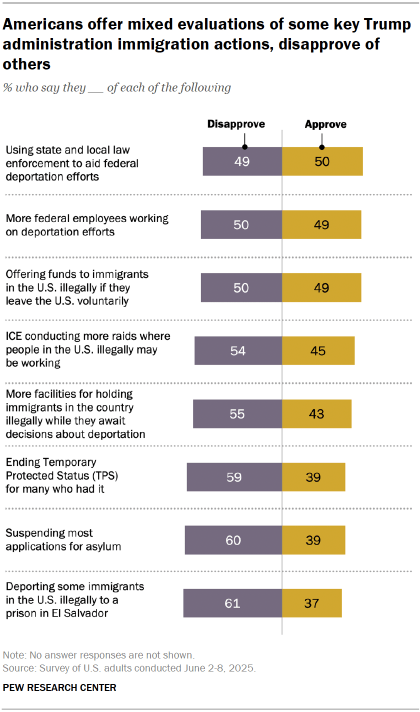 Americans offer mixed evaluations of some key Trump
administration immigration actions, disapprove of
others
% who say they __ of each of the following
Disapprove Approve
Using state and local law
enforcement to aid federal
deportation efforts
49 50
More federal employees working
on deportation efforts
50 49
Offering funds to immigrants
in the U.S. illegally if they
leave the U.S. voluntarily
50 49
ICE conducting more raids where
people in the U.S. illegally may
be working
54 45
More facilities for holding
immigrants in the country
illegally while they await
decisions about deportation
55 43
Ending Temporary
Protected Status (TPS)
for many who had it
59 39
Suspending most
applications for asylum
60 39
Deporting some immigrants
in the U.S. illegally to a
prison in El Salvador
61 37
Note: No answer responses are not shown.
Source: Survey of U.S. adults conducted June 2-8, 2025.
PEW RESEARCH CENTER